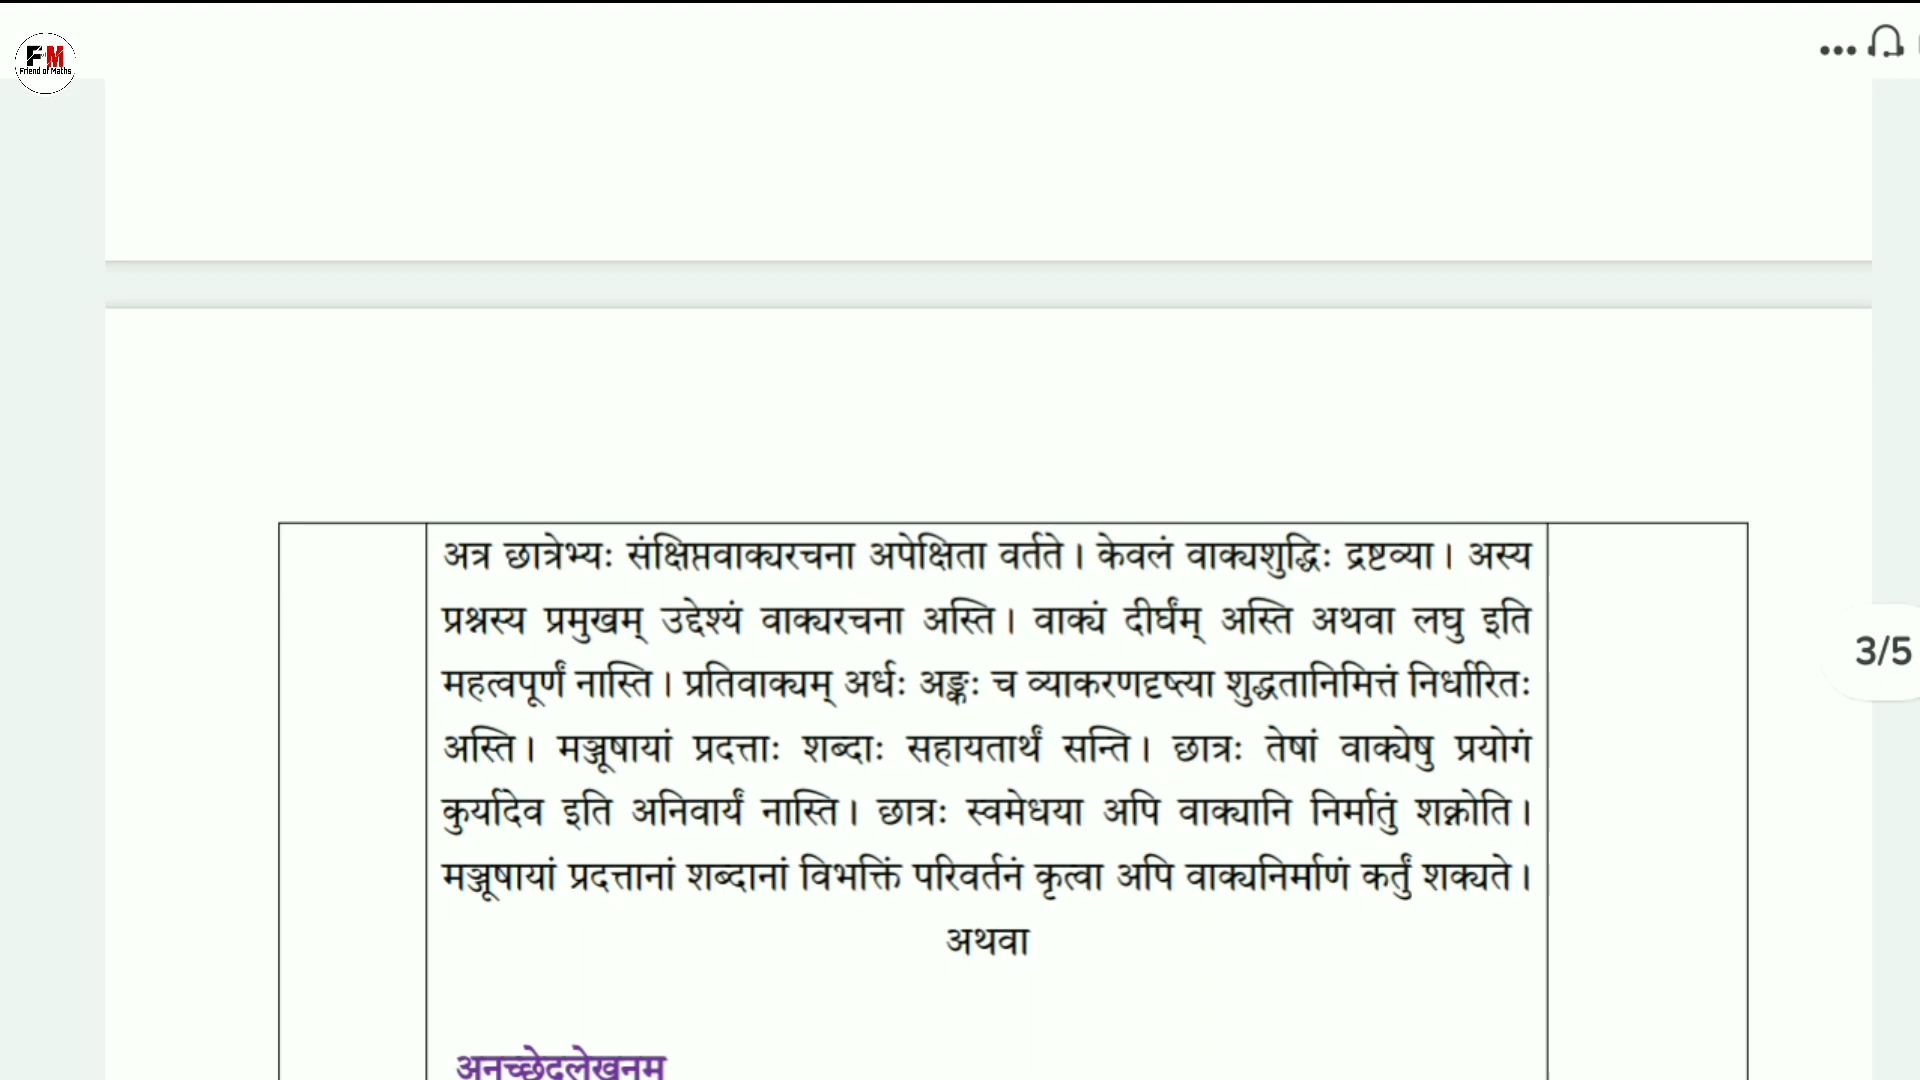 FM
Friend of Maths
अत्र छात्रेभ्यः संक्षिप्तवाक्यरचना अपेक्षिता वर्तते । केवलं वाक्यशुद्धिः द्रष्टव्या । अस्य
प्रश्नस्य प्रमुखम् उद्देश्यं वाक्यरचना अस्ति । वाक्यं दीर्घम् अस्ति अथवा लघु इति
3/5
महत्वपूर्णं नास्ति । प्रतिवाक्यम् अर्धः अङ्कः च व्याकरणदृष्त्या शुद्धतानिमित्तं निर्धारितः
अस्ति । मञ्जूषायां प्रदत्ताः शब्दाः सहायतार्थं सन्ति । छात्रः तेषां वाक्येषु प्रयोगं
कुर्यादेव इति अनिवार्यं नास्ति । छात्रः स्वमेधया अपि वाक्यानि निर्मातुं शक्नोति ।
मञ्जूषायां प्रदत्तानां शब्दानां विभक्तिं परिवर्तनं कृत्वा अपि वाक्यनिर्माणं कर्तुं शक्यते ।
अथवा
अनुच्छेदलेखनम्